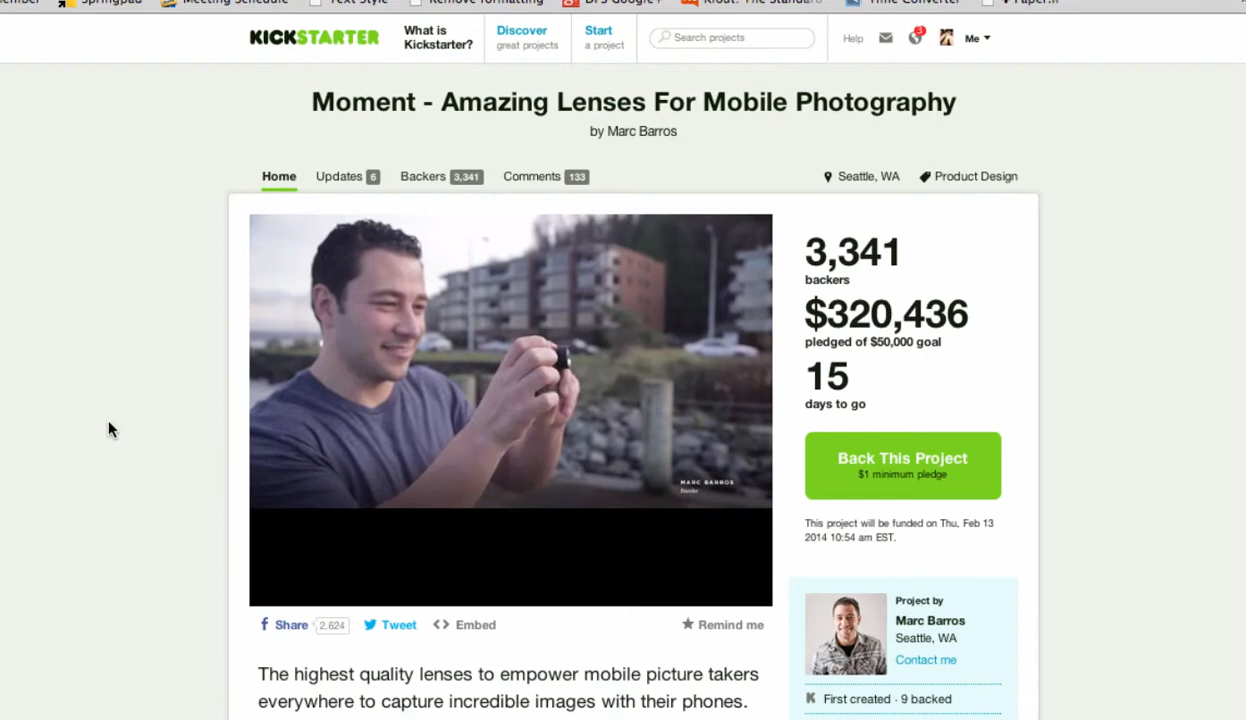 Springpad
Meeting Schedule
Text Style
Remove formatting
Time Converter
KICKSTARTER
What is
Kickstarter?
Discover
great projects
Start
a project
Search projects
Help
3
Me
Moment - Amazing Lenses For Mobile Photography
by Marc Barros
Home
Updates 6
Backers 3,341
Comments 133
Seattle, WA
Product Design
MARC BARROS
founder
3,341
backers
$320,436
pledged of $50,000 goal
15
days to go
Back This Project
$1 minimum pledge
This project will be funded on Thu, Feb 13
2014 10:54 am EST.
Share 2,624
Tweet
Embed
Remind me
Project by
Marc Barros
Seattle, WA
Contact me
First created · 9 backed
The highest quality lenses to empower mobile picture takers
everywhere to capture incredible images with their phones.